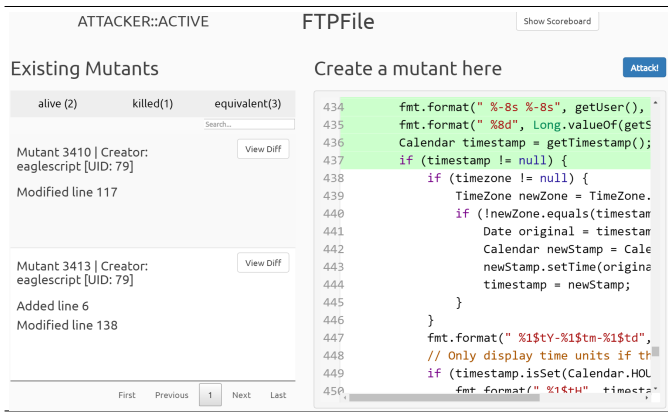 ATTACKER::ACTIVE
FTPFile
Show Scoreboard
Existing Mutants
alive (2) killed(1) equivalent(3)
Search...
Mutant 3410 | Creator:
eaglescript [UID: 79]
View Diff
Modified line 117
Mutant 3413 | Creator:
eaglescript [UID: 79]
View Diff
Added line 6
Modified line 138
First Previous 1 Next Last
Create a mutant here
Attack!
434 fmt.format(" %-8s %-8s", getUser(),
435 fmt.format(" %8d", Long.valueOf(getS
436 Calendar timestamp = getTimestamp();
437 if (timestamp != null) {
438 if (timezone != null) {
439 TimeZone newZone = TimeZone.
440 if (!newZone.equals(timestam
441 Date original = timestam
442 Calendar newStamp = Cale
443 newStamp.setTime(origina
444 timestamp = newStamp;
445 }
446 }
447 fmt.format(" %1$tY-%1$tm-%1$td",
448 // Only display time units if th
449 if (timestamp.isSet(Calendar.HOU
450 fmt.format(" %1$tH", timesta